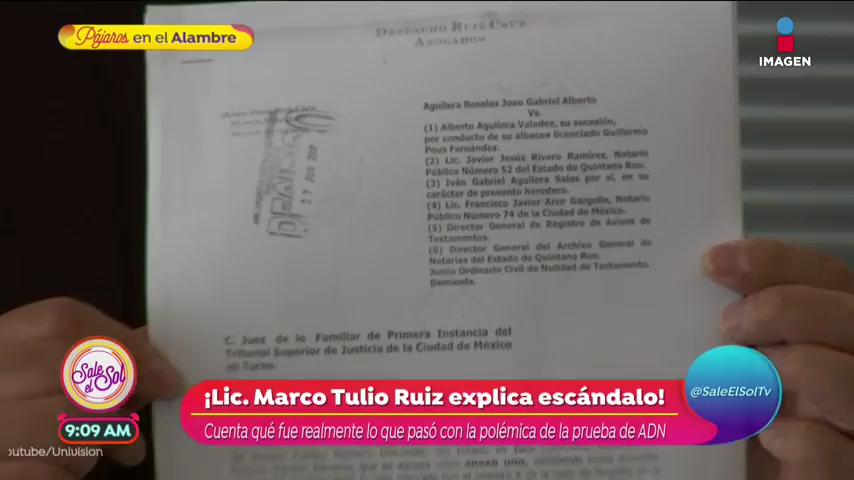 Pájaros en el Alambre
IMAGEN
DESPACHO RUIZ CRUZ
ABOGADOS
Aguilera Rosales Joao Gabriel Alberto
Vs.
(1) Alberto Aguilera Valadez, su sucesión,
por conducto de su albacea licenciado Guillermo
Pous Fernández.
(2) Lic. Javier Jesús Rivero Ramírez, Notario
Público Número 52 del Estado de Quintana Roo.
(3) Iván Gabriel Aguilera Salas por sí, en su
carácter de presunto heredero.
(4) Lic. Francisco Javier Arce Gargollo, Notario
Público Número 74 de la Ciudad de México.
(5) Director General de Registro de Avisos de
Testamentos.
(6) Director General del Archivo General de
Notarías del Estado de Quintana Roo.
Juicio Ordinario Civil de Nulidad de Testamento.
Demanda.
27 JUN 2017
C. Juez de lo Familiar de Primera Instancia del
Tribunal Superior de Justicia de la Ciudad de México
en Turno.
Sale el Sol
9:09 AM
¡Lic. Marco Tulio Ruiz explica escándalo!
Cuenta qué fue realmente lo que pasó con la polémica de la prueba de ADN
@SaleElSolTv
outube/Univision
anexo uno,